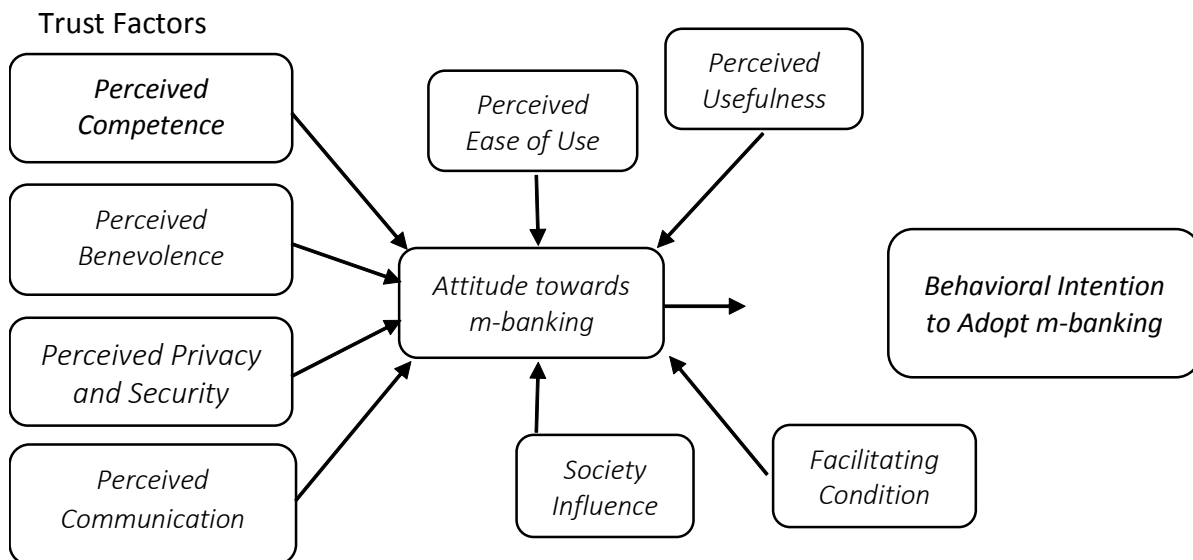 Trust Factors
Perceived
Competence
Perceived
Benevolence
Perceived Privacy
and Security
Perceived
Communication
Perceived
Ease of Use
Perceived
Usefulness
Attitude towards
m-banking
Society
Influence
Facilitating
Condition
Behavioral Intention
to Adopt m-banking